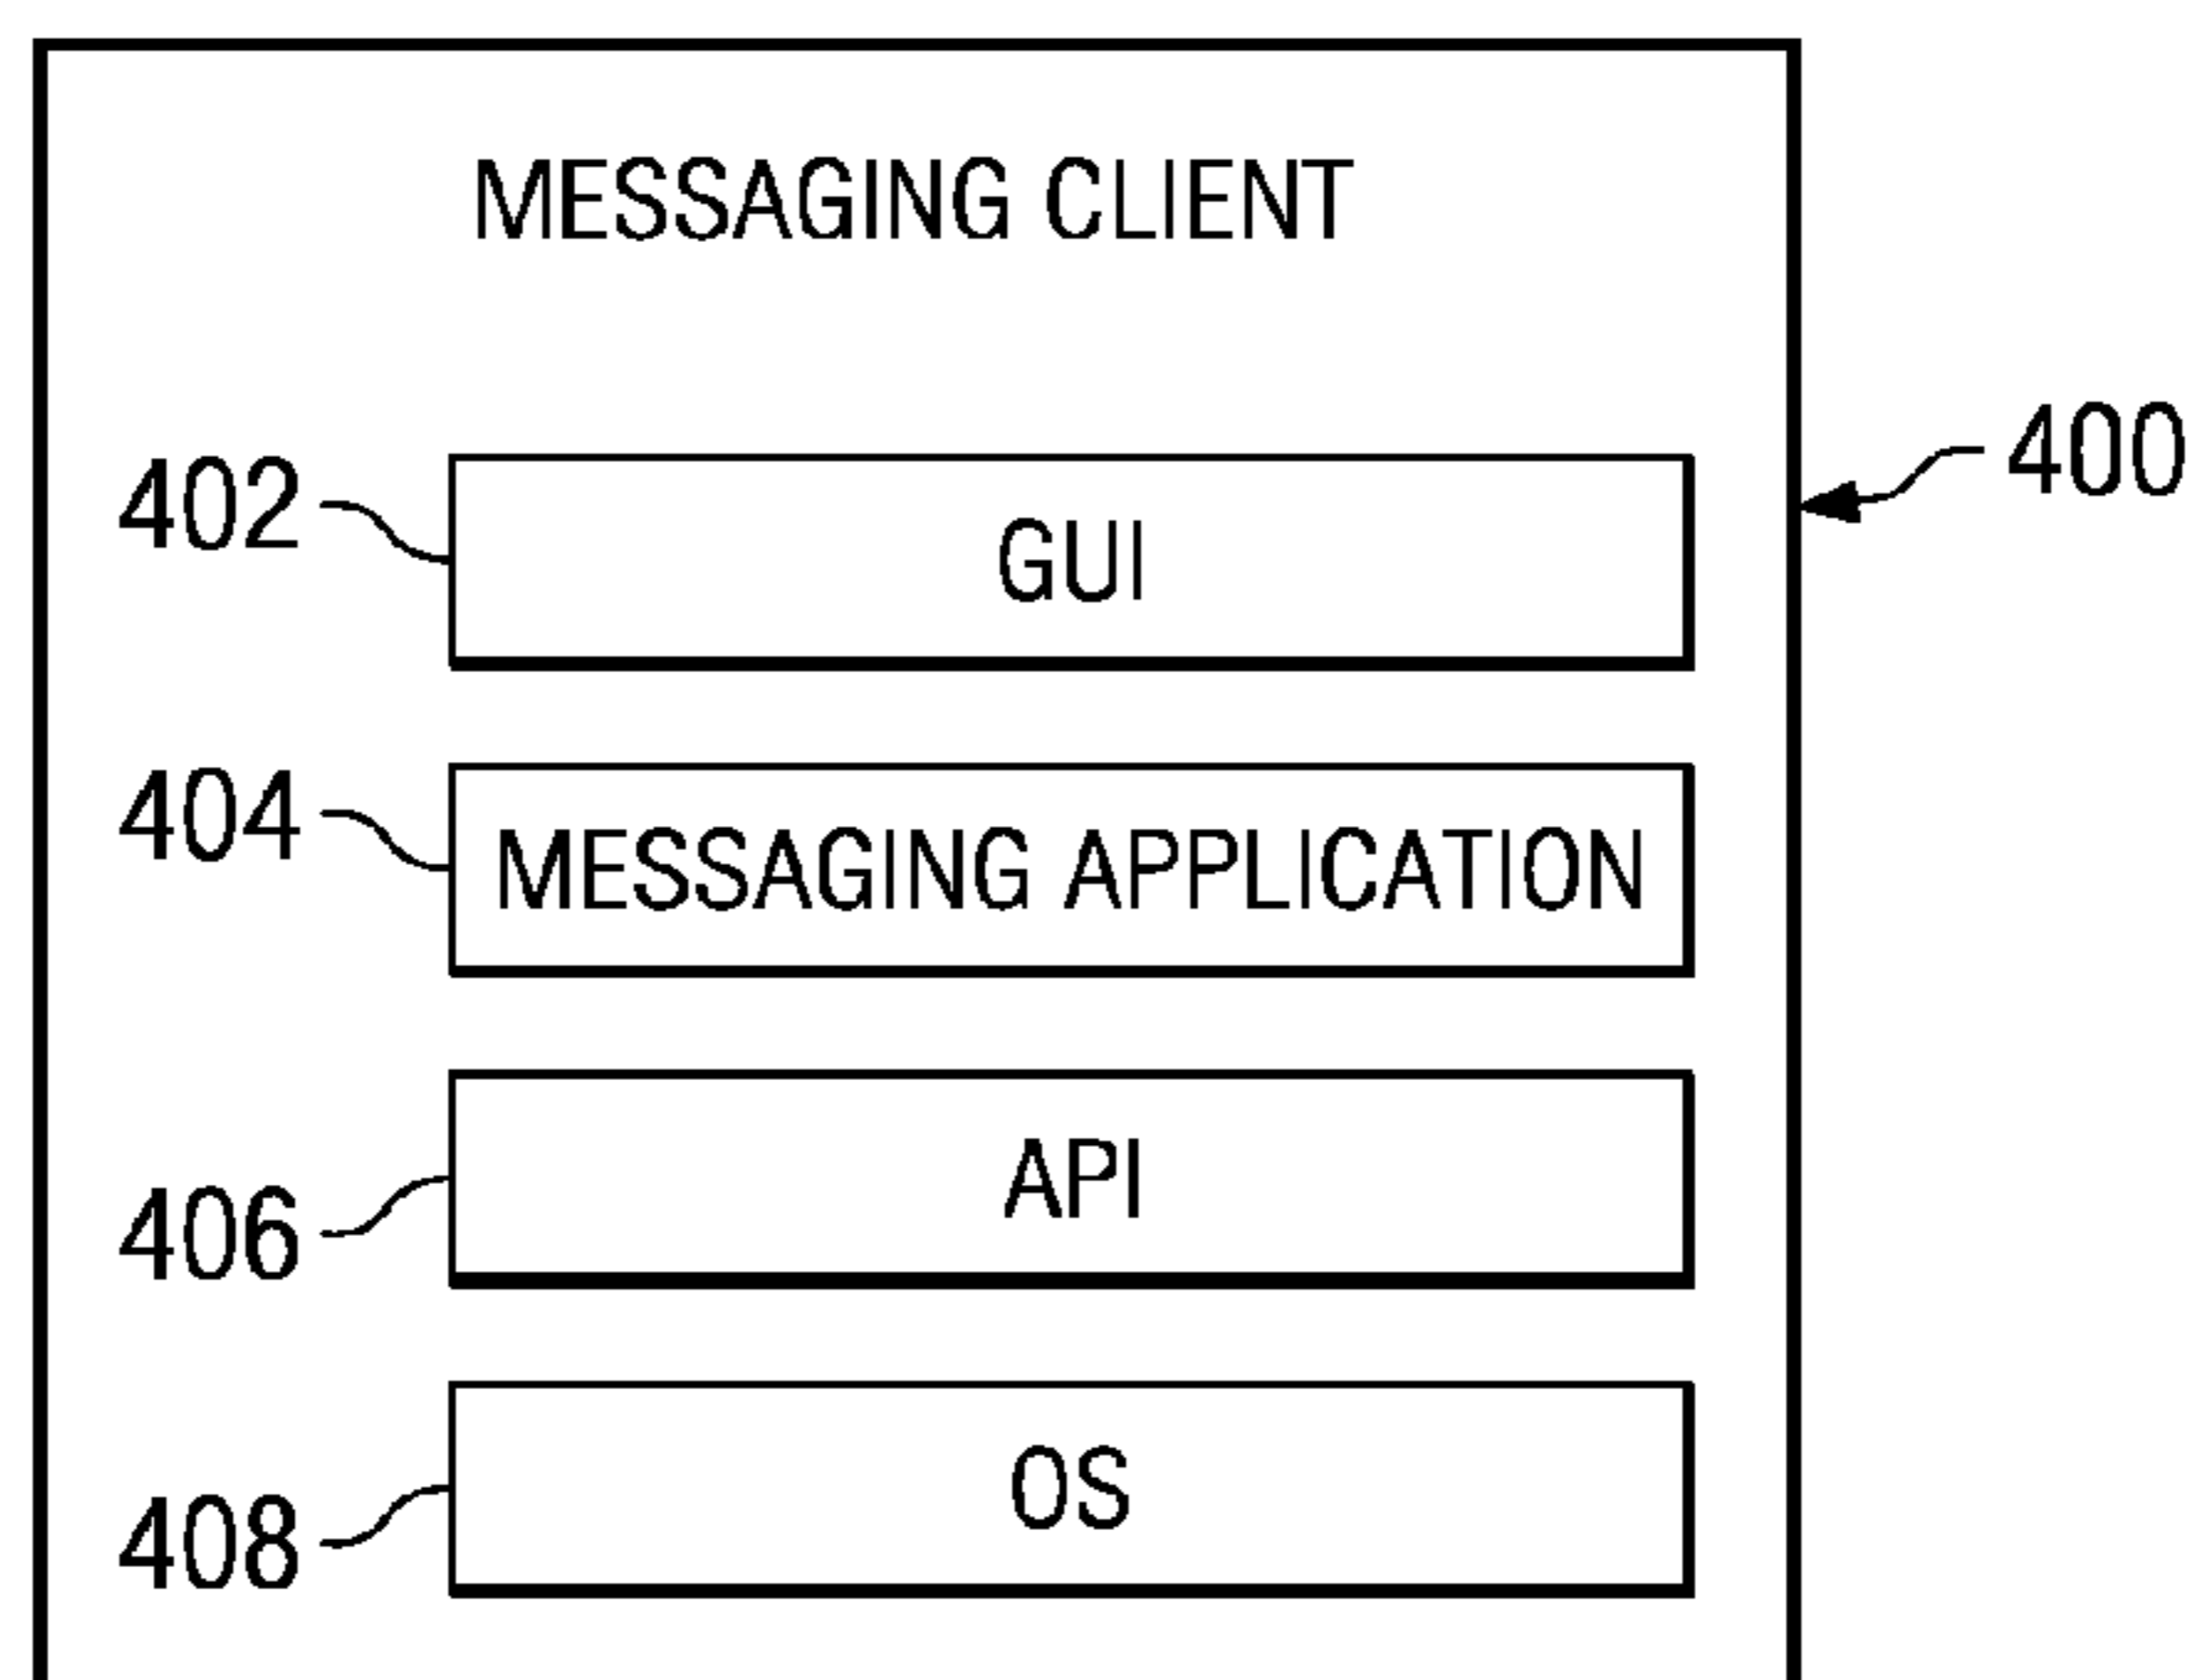 MESSAGING CLIENT
400
402
GUI
404
MESSAGING APPLICATION
406
API
408
OS